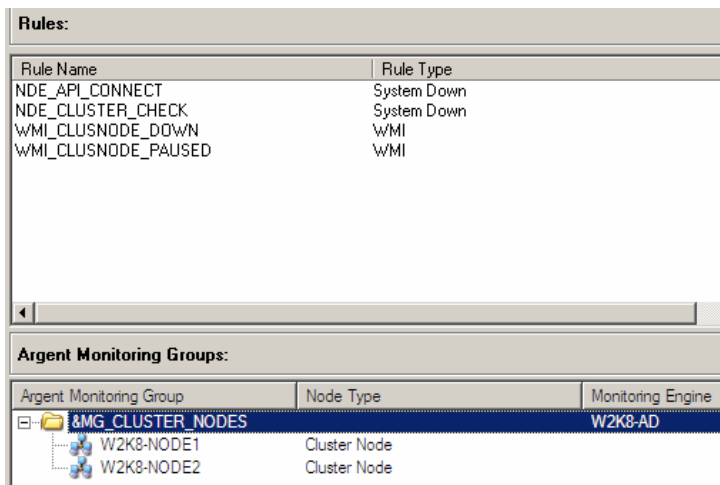 Rules:
Rule Name Rule Type
NDE_API_CONNECT System Down
NDE_CLUSTER_CHECK System Down
WMI_CLUSNODE_DOWN WMI
WMI_CLUSNODE_PAUSED WMI
Argent Monitoring Groups:
Argent Monitoring Group Node Type Monitoring Engine
&MG_CLUSTER_NODES W2K8-AD
W2K8-NODE1 Cluster Node
W2K8-NODE2 Cluster Node